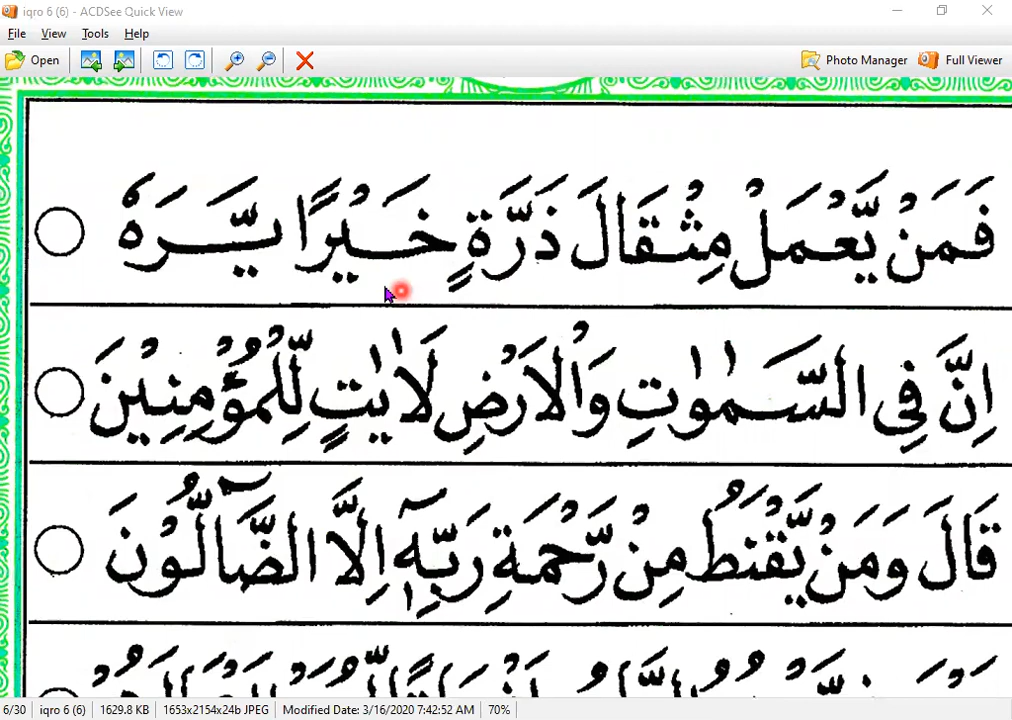 iqro 6 (6) - ACDSee Quick View
File View Tools Help
Open Photo Manager Full Viewer
فَمَنْ يَّعْمَلْ مِثْقَالَ ذَرَّةٍ خَيْرًا يَّرَهُ
اِنَّ فِى السَّمٰوٰتِ وَاْلاَرْضِ لَاٰيٰتٍ لِّلْمُؤْمِنِيْنَ
قَالَ وَمَنْ يَّقْنَطُ مِنْ رَّحْمَةِ رَبِّهٖٓ اِلَّا الضَّآلُّوْنَ
6/30 iqro 6 (6) 1629.8 KB 1653x2154x24b JPEG Modified Date: 3/16/2020 7:42:52 AM 70%